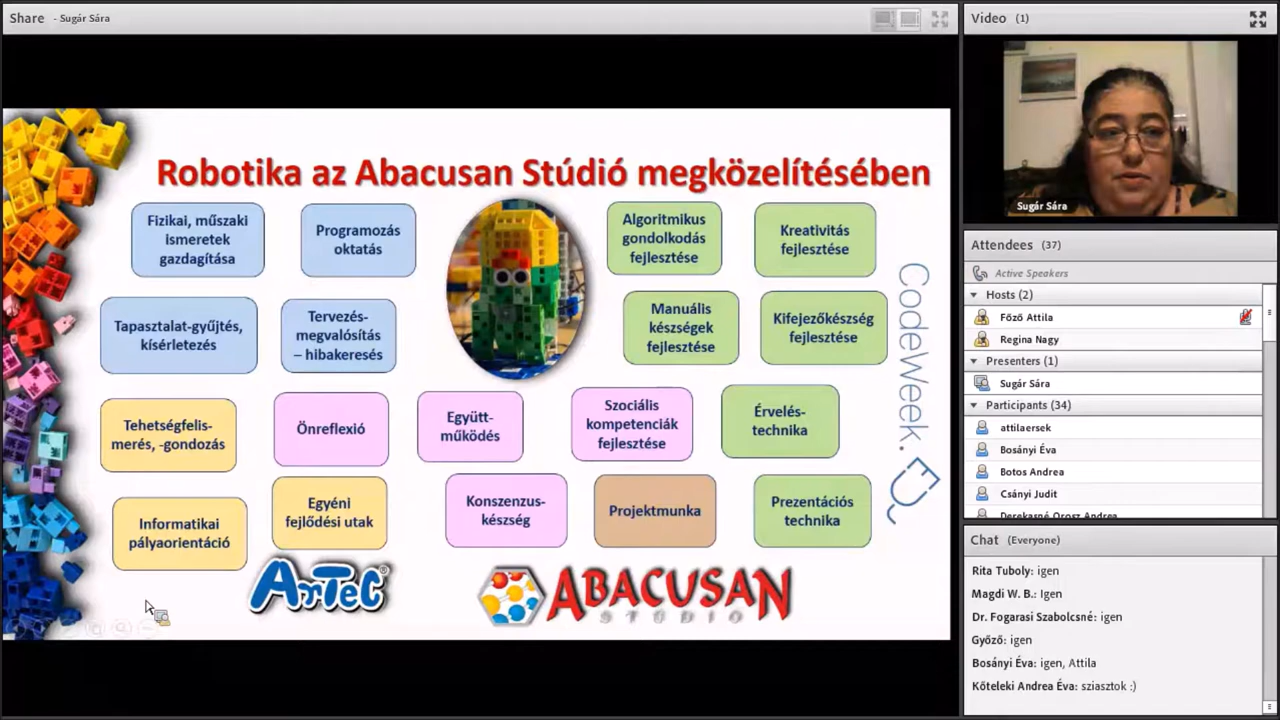 Share - Sugár Sára
Robotika az Abacusan Stúdió megközelítésében
Fizikai, műszaki
ismeretek
gazdagítása
Programozás
oktatás
Algoritmikus
gondolkodás
fejlesztése
Kreativitás
fejlesztése
Tapasztalat-gyűjtés,
kísérletezés
Tervezés-
megvalósítás
– hibakeresés
Manuális
készségek
fejlesztése
Kifejezőkészség
fejlesztése
Tehetségfelis-
merés, -gondozás
Önreflexió
Együtt-
működés
Szociális
kompetenciák
fejlesztése
Érvelés-
technika
Informatikai
pályaorientáció
Egyéni
fejlődési utak
Konszenzus-
készség
Projektmunka
Prezentációs
technika
CodeWeek.
ArTeC
ABACUSAN
STÚDIÓ
Video (1)
Sugár Sára
Attendees (37)
Active Speakers
Hosts (2)
Főző Attila
Regina Nagy
Presenters (1)
Sugár Sára
Participants (34)
attilaersek
Bosányi Éva
Botos Andrea
Csányi Judit
Derekasné Orosz Andrea
Chat (Everyone)
Rita Tuboly: igen
Magdi W. B.: Igen
Dr. Fogarasi Szabolcsné: igen
Győző: igen
Bosányi Éva: igen, Attila
Kőteleki Andrea Éva: sziasztok :)